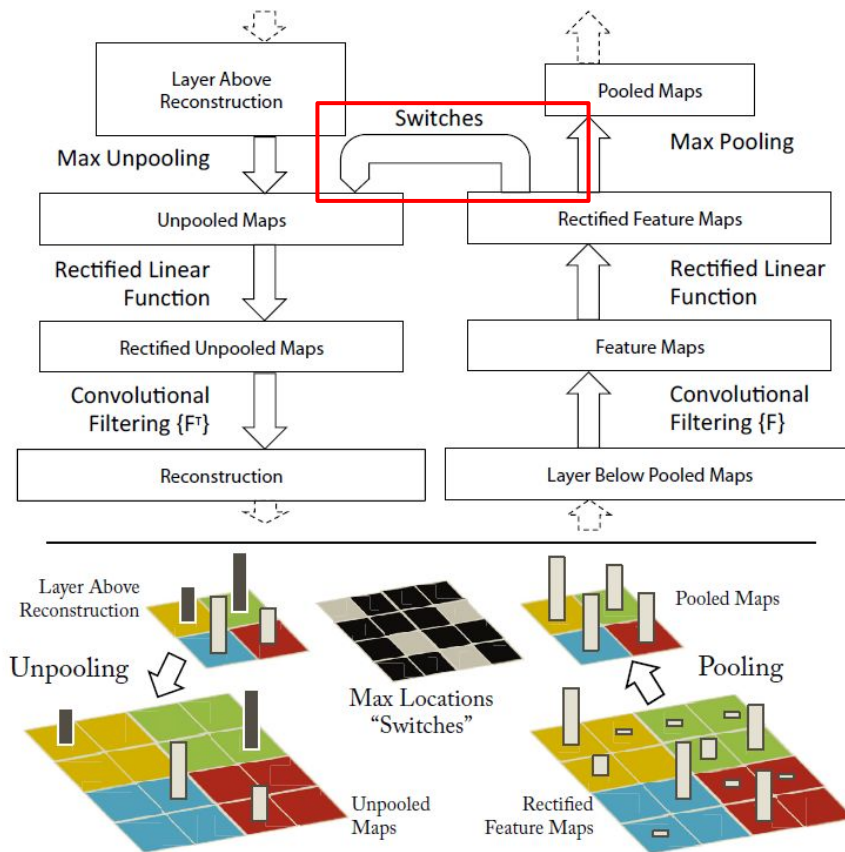 Layer Above
Reconstruction
Pooled Maps
Switches
Max Unpooling
Max Pooling
Unpooled Maps
Rectified Feature Maps
Rectified Linear
Function
Rectified Linear
Function
Rectified Unpooled Maps
Feature Maps
Convolutional
Filtering {Fᵀ}
Convolutional
Filtering {F}
Reconstruction
Layer Below Pooled Maps
Layer Above
Reconstruction
Pooled Maps
Unpooling
Pooling
Max Locations
“Switches”
Unpooled
Maps
Rectified
Feature Maps